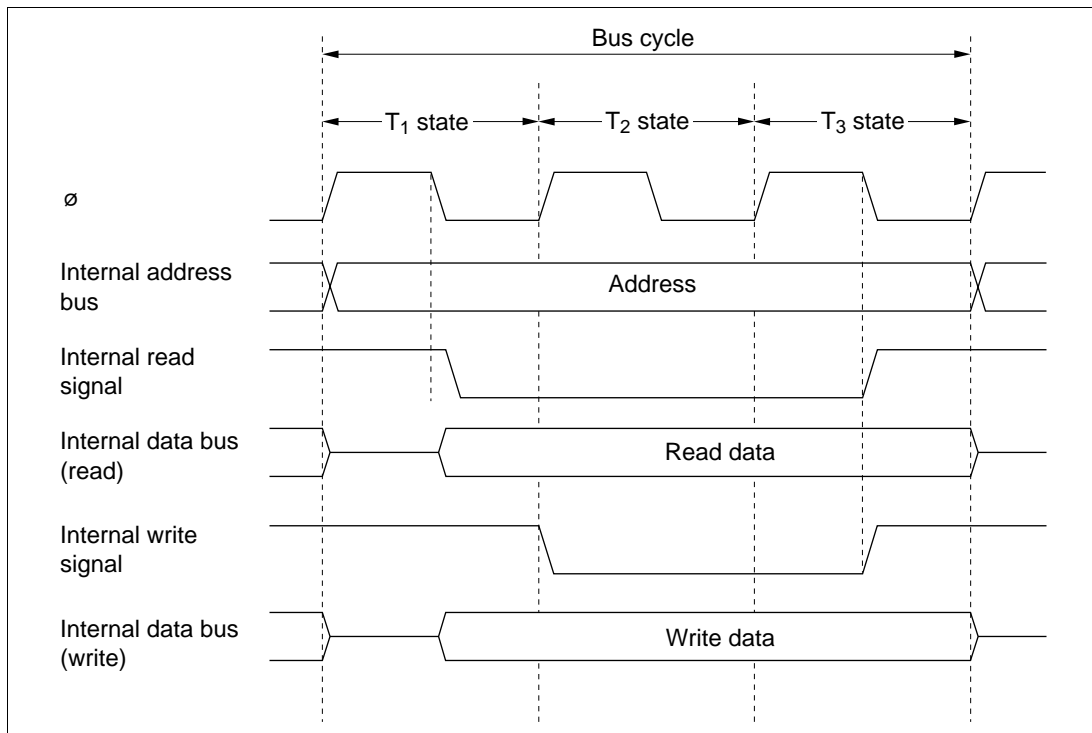 Bus cycle
T₁ state
T₂ state
T₃ state
ø
Internal address
bus
Address
Internal read
signal
Internal data bus
(read)
Read data
Internal write
signal
Internal data bus
(write)
Write data